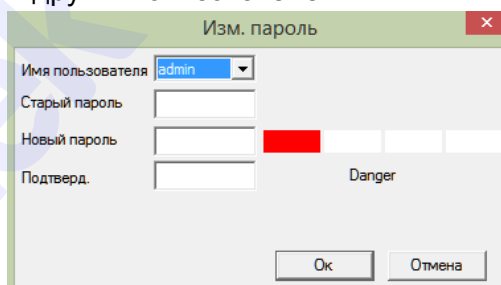 Изм. пароль
Имя пользователя admin
Старый пароль
Новый пароль
Подтверд. Danger
Ок Отмена